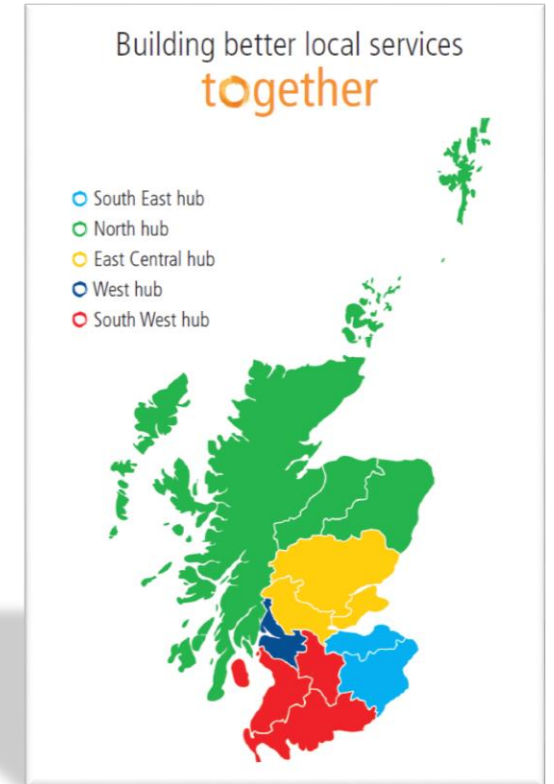 Building better local services
together
South East hub
North hub
East Central hub
West hub
South West hub